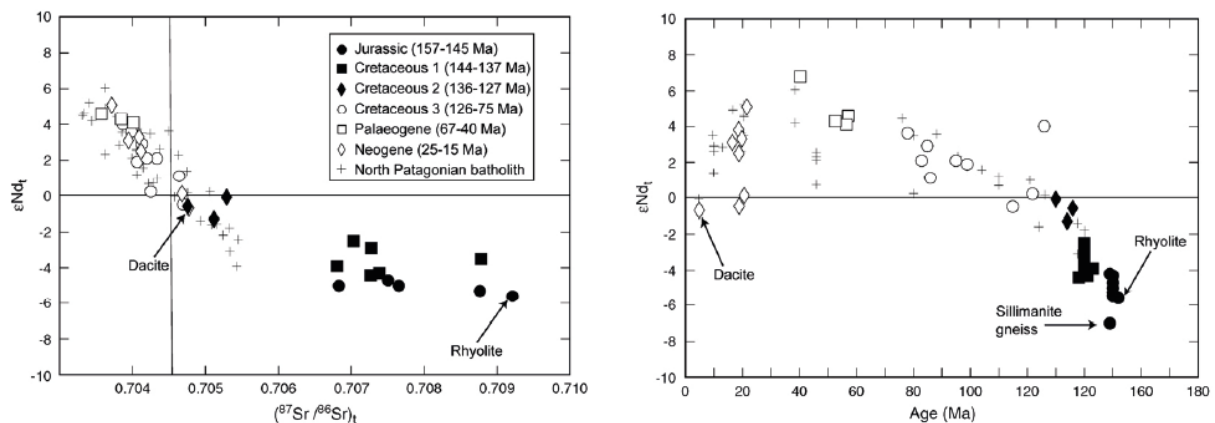 10
8
6
4
2
0
-2
-4
-6
-8
-10
εNd t
Jurassic (157-145 Ma)
Cretaceous 1 (144-137 Ma)
Cretaceous 2 (136-127 Ma)
Cretaceous 3 (126-75 Ma)
Palaeogene (67-40 Ma)
Neogene (25-15 Ma)
North Patagonian batholith
Dacite
Rhyolite
0.704 0.705 0.706 0.707 0.708 0.709 0.710
(87Sr /86Sr)t
10
8
6
4
2
0
-2
-4
-6
-8
-10
εNd t
Dacite
Rhyolite
Sillimanite
gneiss
0 20 40 60 80 100 120 140 160 180
Age (Ma)